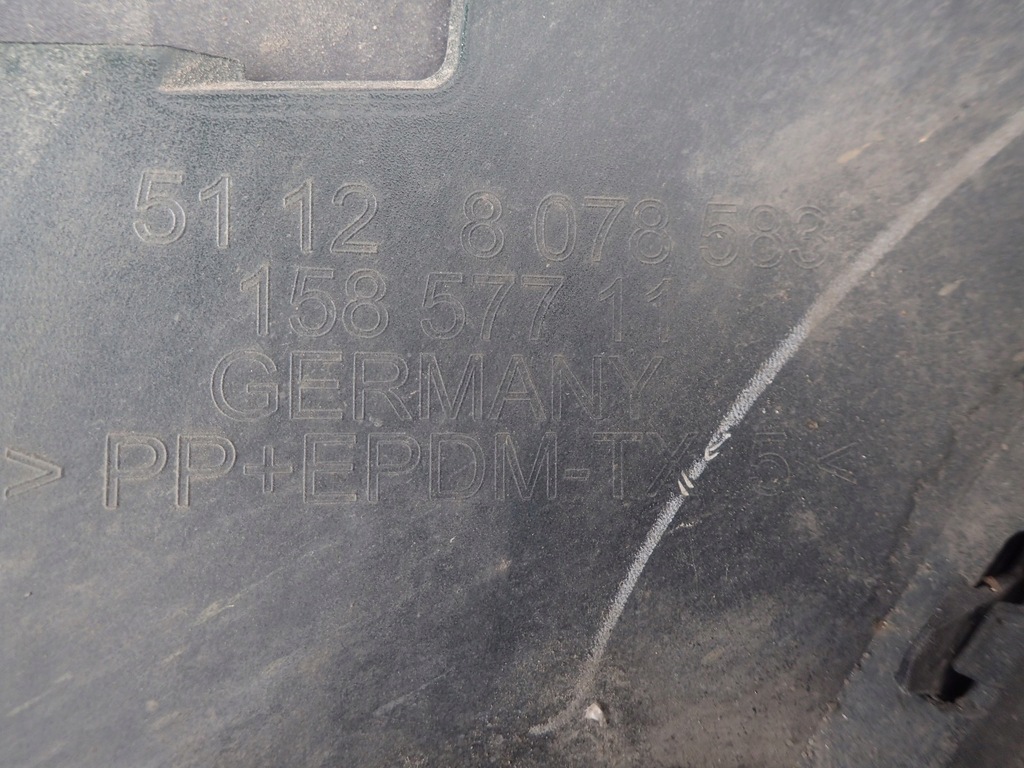 51 12 8 078 583
158 577 11
GERMANY
> PP+EPDM-TX 5 <